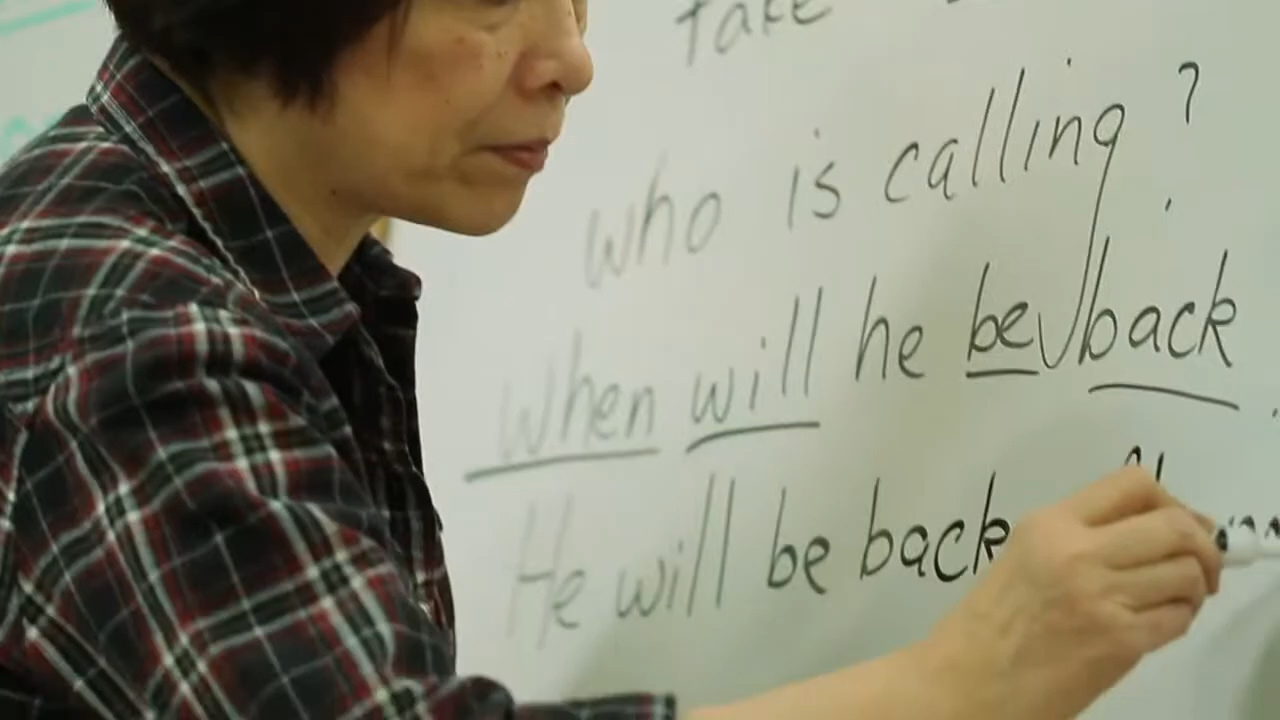 Take
who is calling?
when will he be back
He will be back